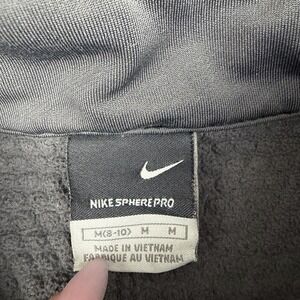 NIKE SPHERE PRO
M(8-10) M M
MADE IN VIETNAM
FABRIQUE AU VIETNAM